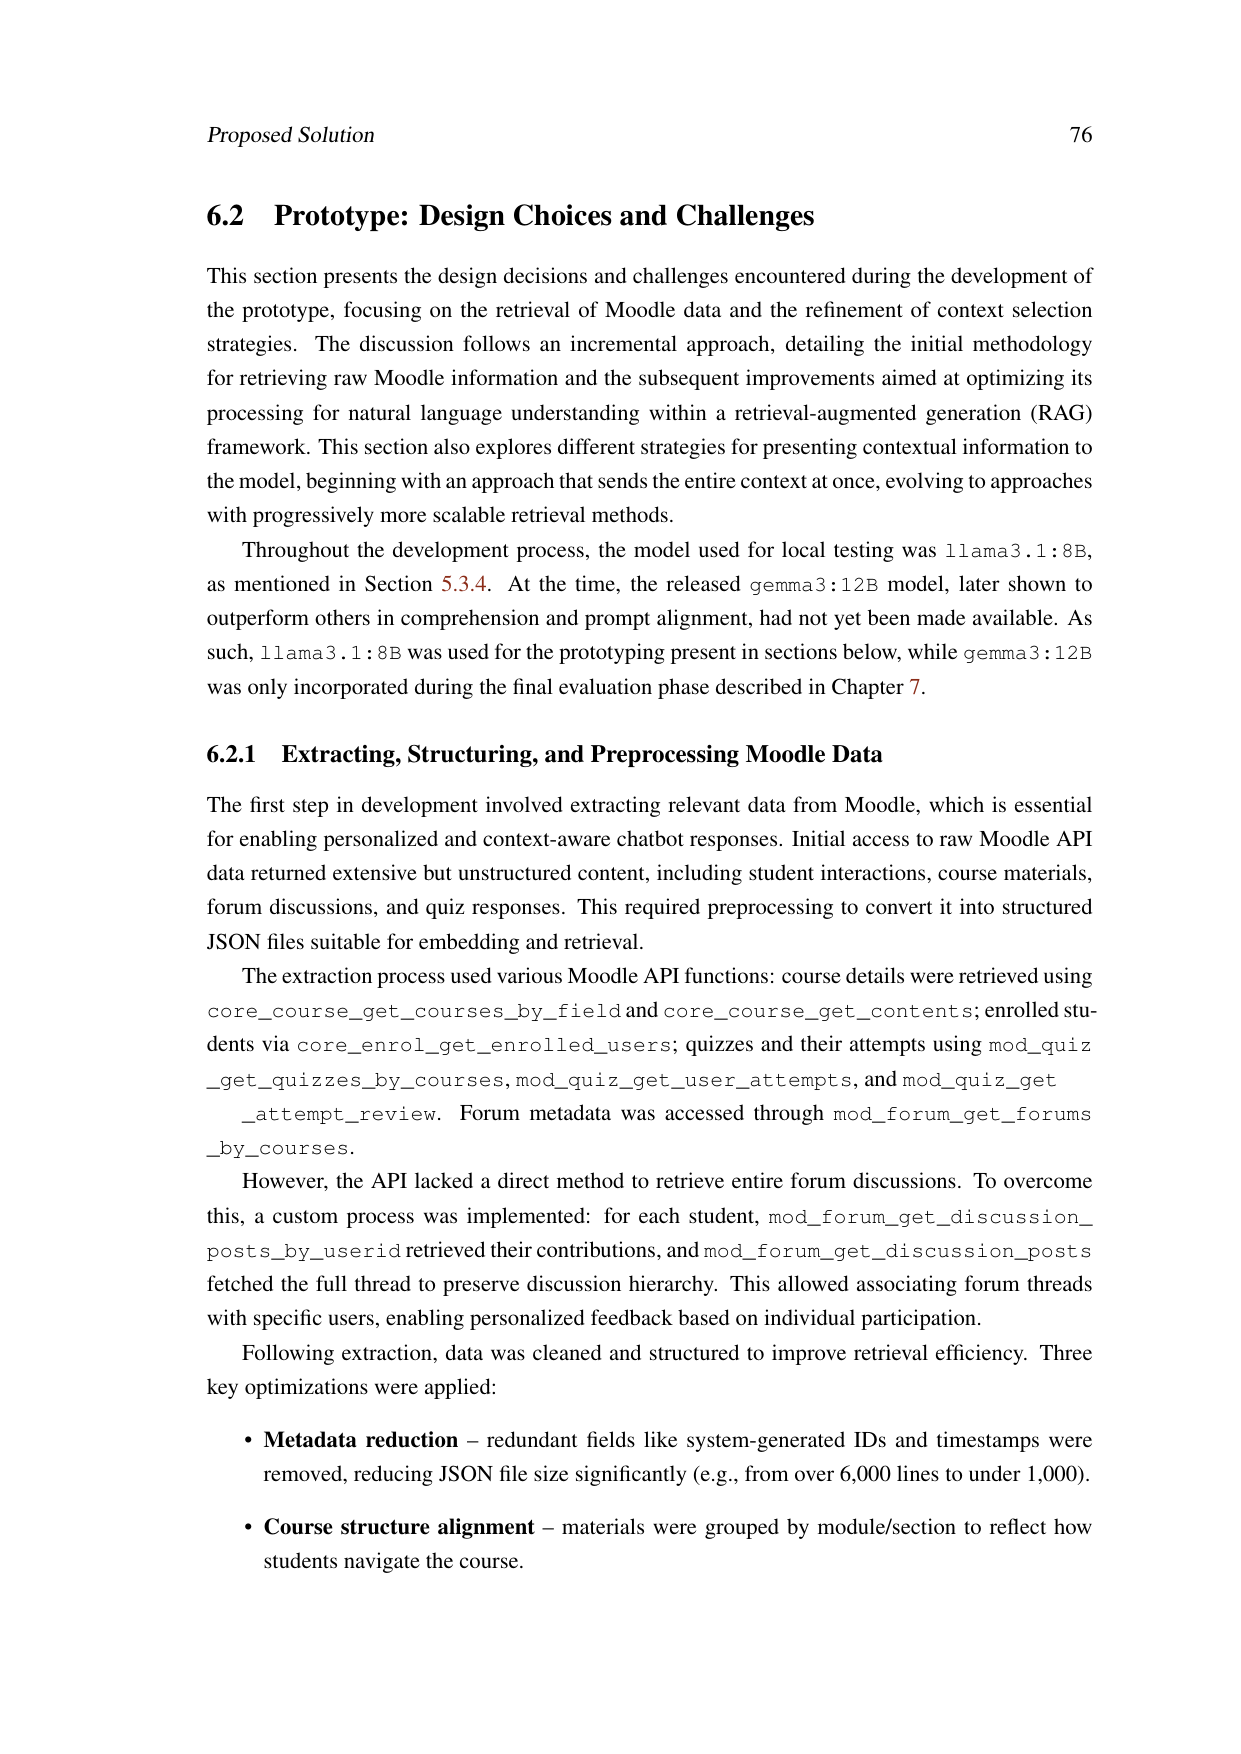 Proposed Solution 76
6.2 Prototype: Design Choices and Challenges
This section presents the design decisions and challenges encountered during the development of
the prototype, focusing on the retrieval of Moodle data and the refinement of context selection
strategies. The discussion follows an incremental approach, detailing the initial methodology
for retrieving raw Moodle information and the subsequent improvements aimed at optimizing its
processing for natural language understanding within a retrieval-augmented generation (RAG)
framework. This section also explores different strategies for presenting contextual information to
the model, beginning with an approach that sends the entire context at once, evolving to approaches
with progressively more scalable retrieval methods.
Throughout the development process, the model used for local testing was llama3.1:8B,
as mentioned in Section 5.3.4. At the time, the released gemma3:12B model, later shown to
outperform others in comprehension and prompt alignment, had not yet been made available. As
such, llama3.1:8B was used for the prototyping present in sections below, while gemma3:12B
was only incorporated during the final evaluation phase described in Chapter 7.
6.2.1 Extracting, Structuring, and Preprocessing Moodle Data
The first step in development involved extracting relevant data from Moodle, which is essential
for enabling personalized and context-aware chatbot responses. Initial access to raw Moodle API
data returned extensive but unstructured content, including student interactions, course materials,
forum discussions, and quiz responses. This required preprocessing to convert it into structured
JSON files suitable for embedding and retrieval.
The extraction process used various Moodle API functions: course details were retrieved using
core_course_get_courses_by_field and core_course_get_contents; enrolled stu-
dents via core_enrol_get_enrolled_users; quizzes and their attempts using mod_quiz
_get_quizzes_by_courses, mod_quiz_get_user_attempts, and mod_quiz_get
_attempt_review. Forum metadata was accessed through mod_forum_get_forums
_by_courses.
However, the API lacked a direct method to retrieve entire forum discussions. To overcome
this, a custom process was implemented: for each student, mod_forum_get_discussion_
posts_by_userid retrieved their contributions, and mod_forum_get_discussion_posts
fetched the full thread to preserve discussion hierarchy. This allowed associating forum threads
with specific users, enabling personalized feedback based on individual participation.
Following extraction, data was cleaned and structured to improve retrieval efficiency. Three
key optimizations were applied:
• Metadata reduction – redundant fields like system-generated IDs and timestamps were
removed, reducing JSON file size significantly (e.g., from over 6,000 lines to under 1,000).
• Course structure alignment – materials were grouped by module/section to reflect how
students navigate the course.